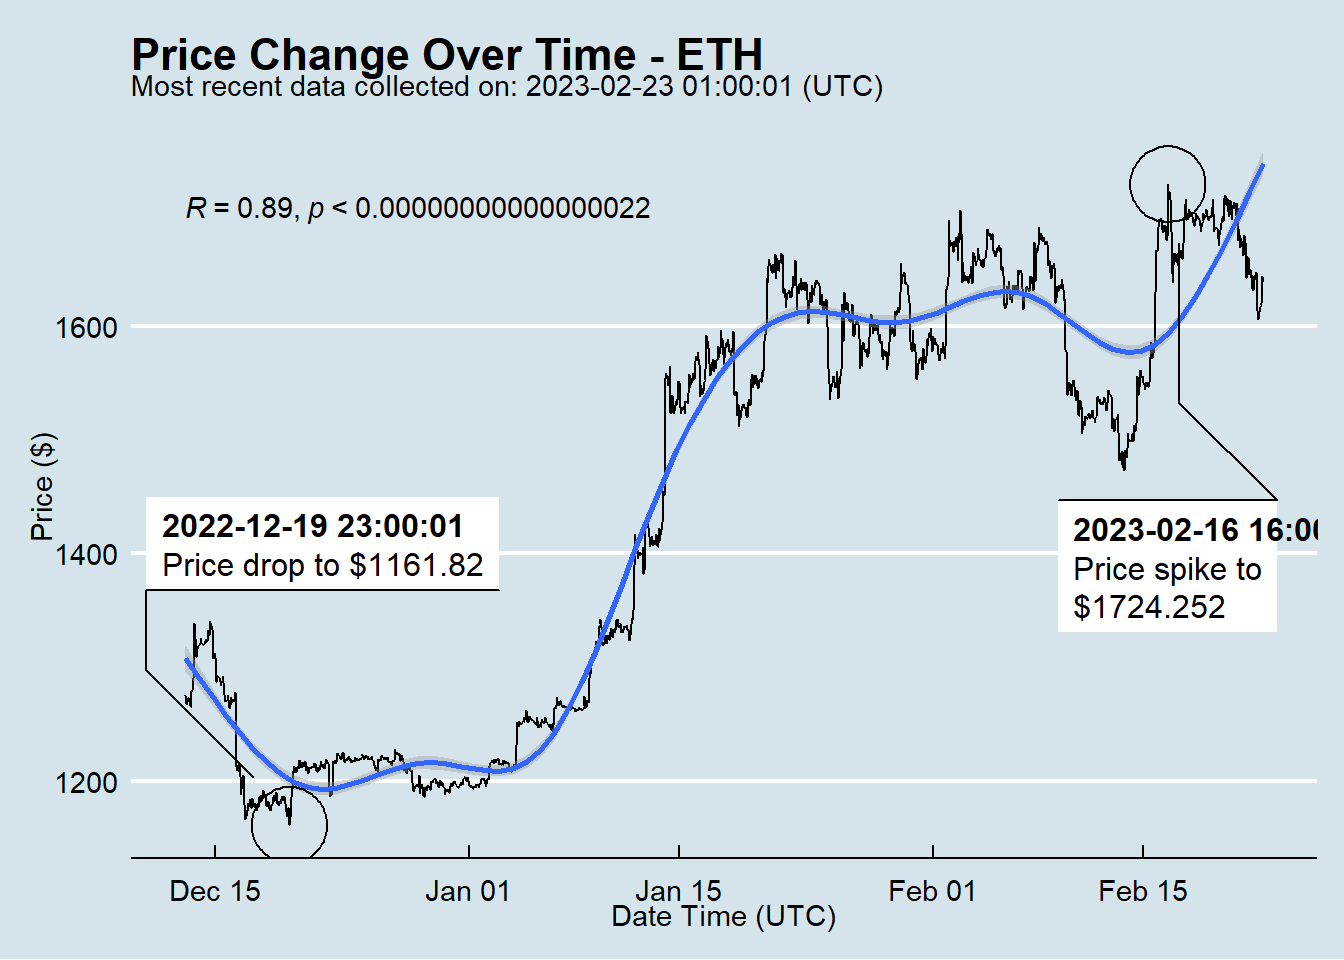 Price Change Over Time - ETH
Most recent data collected on: 2023-02-23 01:00:01 (UTC)
R = 0.89, p < 0.00000000000000022
1600
1400
1200
Price ($)
2022-12-19 23:00:01
Price drop to $1161.82
2023-02-16 16:00
Price spike to
$1724.252
Dec 15
Jan 01
Jan 15
Feb 01
Feb 15
Date Time (UTC)